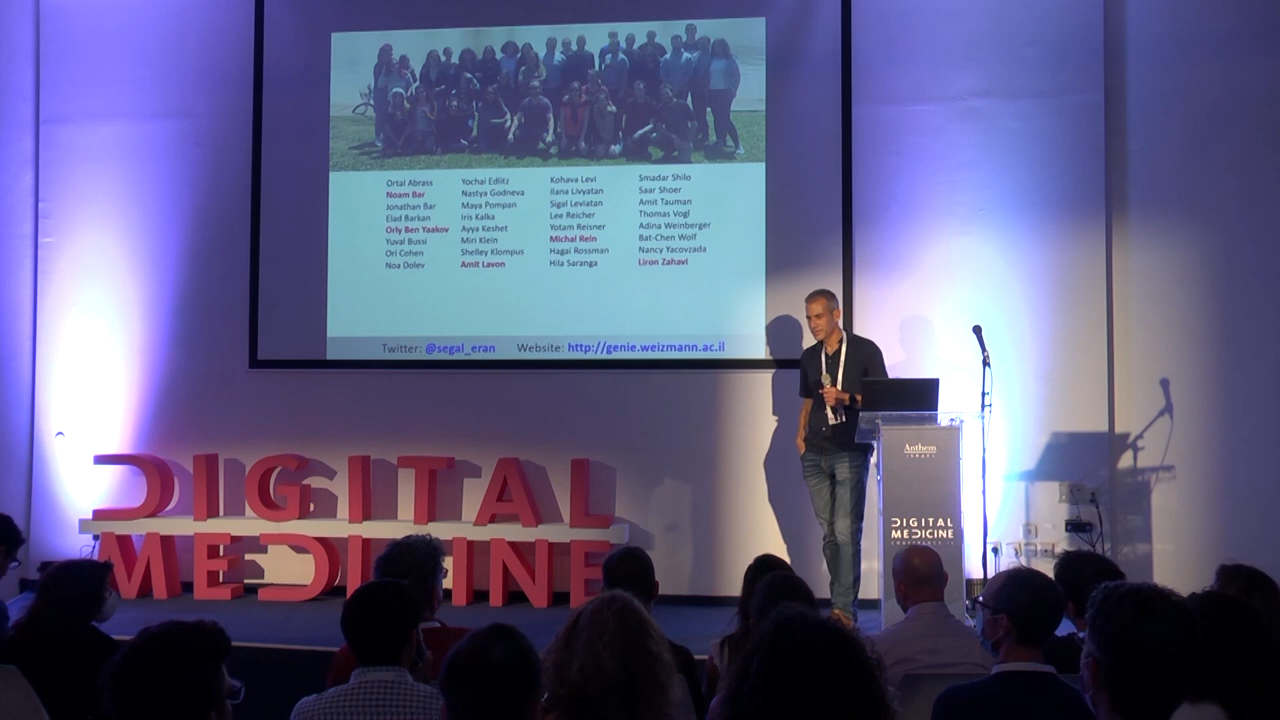 Ortal Abrass
Noam Bar
Jonathan Bar
Elad Barkan
Orly Ben Yaakov
Yuval Bussi
Ori Cohen
Noa Dolev
Yochai Edlitz
Nastya Godneva
Maya Pompan
Iris Kalka
Ayya Keshet
Miri Klein
Shelley Klompus
Amit Lavon
Kohava Levi
Ilana Livyatan
Sigal Leviatan
Lee Reicher
Yotam Reisner
Michal Rein
Hagai Rossman
Hila Saranga
Smadar Shilo
Saar Shoer
Amit Tauman
Thomas Vogl
Adina Weinberger
Bat-Chen Wolf
Nancy Yacovzada
Liron Zahavi
Twitter: @segal_eran Website: http://genie.weizmann.ac.il
DIGITAL
MEDICINE
Anthem
ISRAEL
DIGITAL
MEDICINE